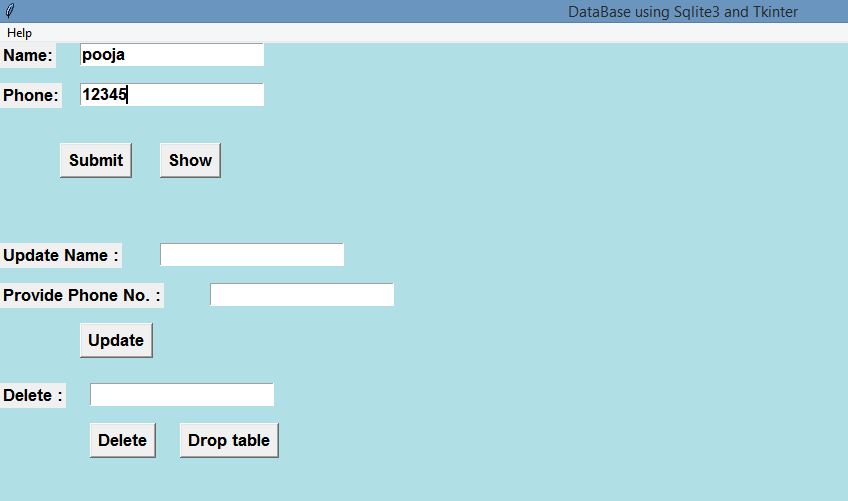 DataBase using Sqlite3 and Tkinter
Help
Name: pooja
Phone: 12345
Submit Show
Update Name :
Provide Phone No. :
Update
Delete :
Delete Drop table